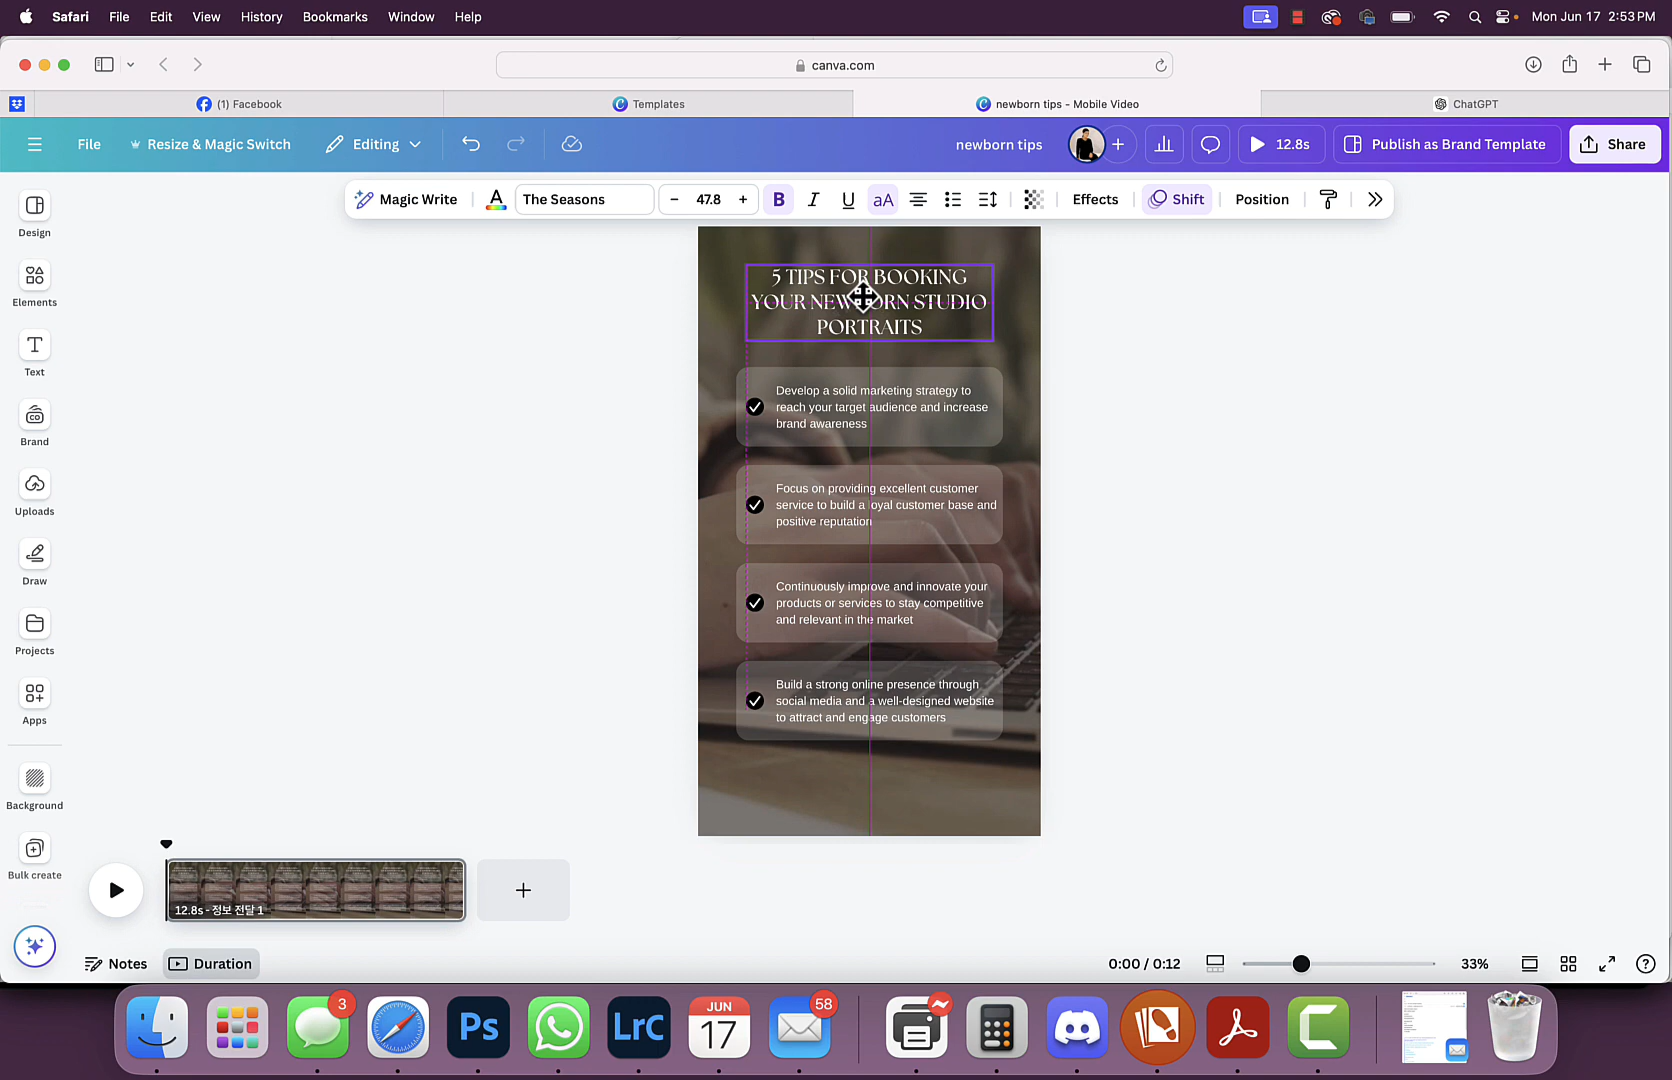 Safari File Edit View History Bookmarks Window Help Mon Jun 17 2:53 PM
canva.com
(1) Facebook Templates newborn tips - Mobile Video ChatGPT
File Resize & Magic Switch Editing newborn tips 12.8s Publish as Brand Template Share
Magic Write A The Seasons − 47.8 + B I U aA Effects Shift Position
Design
Elements
Text
Brand
Uploads
Draw
Projects
Apps
Background
Bulk create
5 TIPS FOR BOOKING
YOUR NEWBORN STUDIO
PORTRAITS
Develop a solid marketing strategy to
reach your target audience and increase
brand awareness
Focus on providing excellent customer
service to build a loyal customer base and
positive reputation
Continuously improve and innovate your
products or services to stay competitive
and relevant in the market
Build a strong online presence through
social media and a well-designed website
to attract and engage customers
12.8s - 정보 전달 1
Notes Duration 0:00 / 0:12 33%
3 Ps LrC JUN 17 58